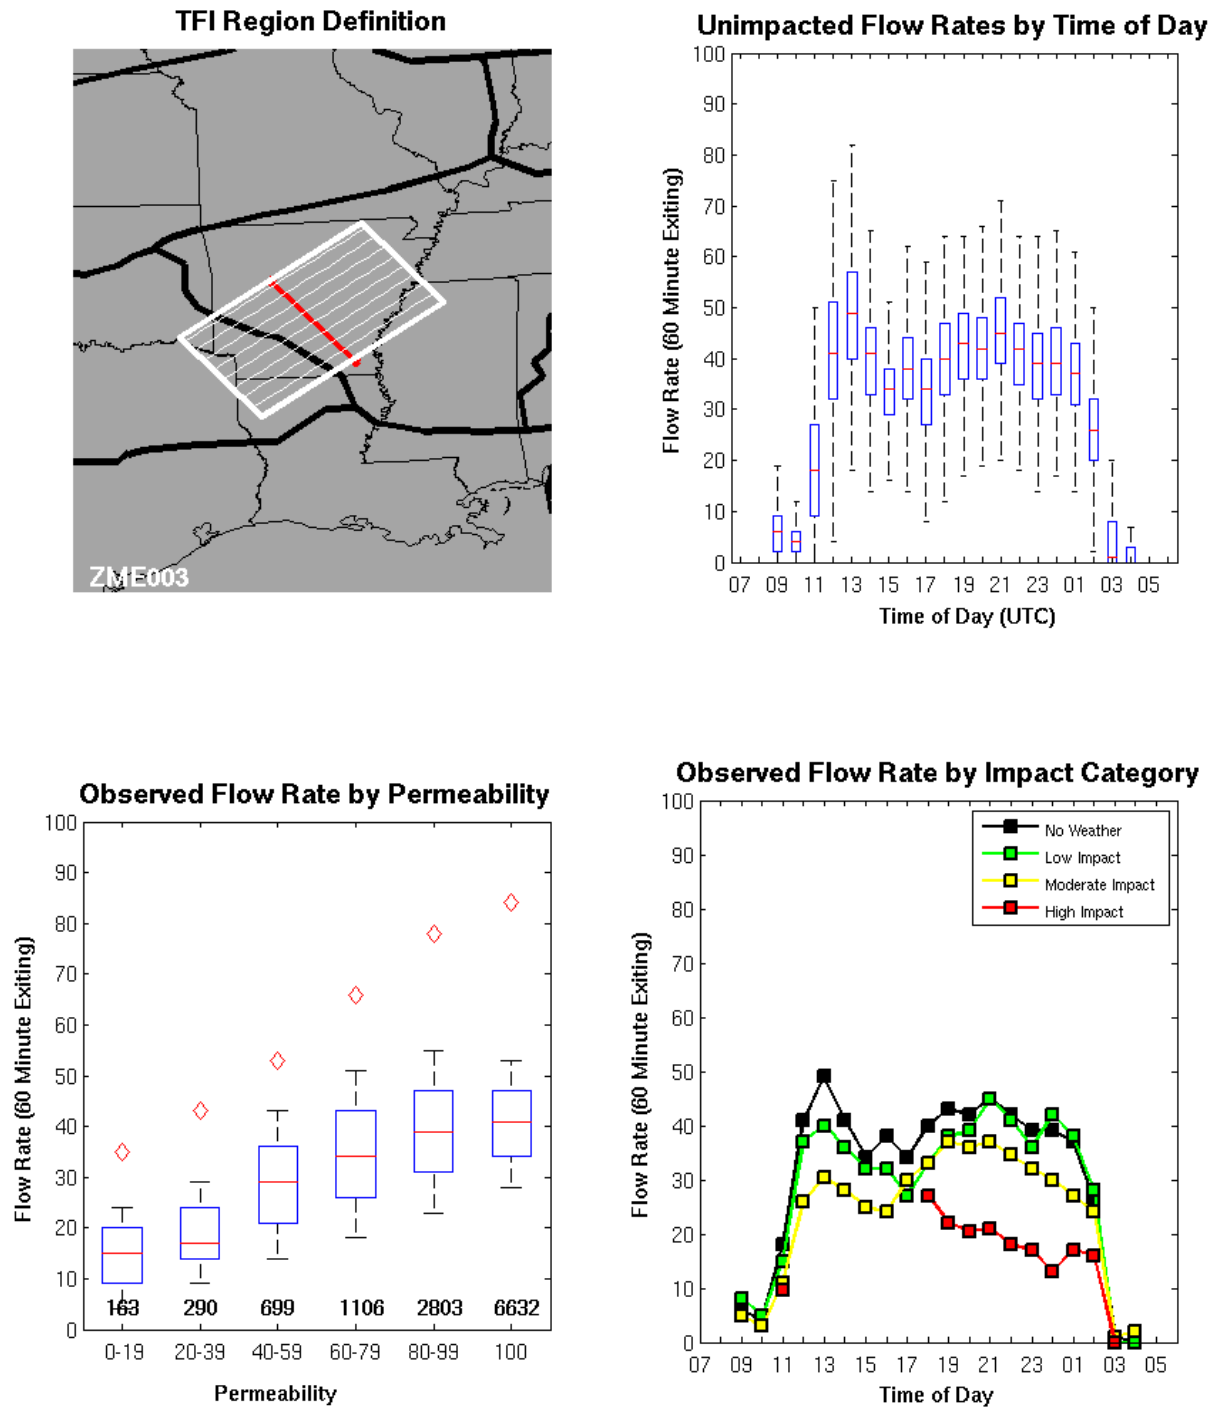 TFI Region Definition
ZME003
Unimpacted Flow Rates by Time of Day
Flow Rate (60 Minute Exiting)
100
90
80
70
60
50
40
30
20
10
0
07 09 11 13 15 17 19 21 23 01 03 05
Time of Day (UTC)
Observed Flow Rate by Permeability
Flow Rate (60 Minute Exiting)
100
90
80
70
60
50
40
30
20
10
0
163 290 699 1106 2803 6632
0-19 20-39 40-59 60-79 80-99 100
Permeability
Observed Flow Rate by Impact Category
Flow Rate (60 Minute Exiting)
100
90
80
70
60
50
40
30
20
10
0
No Weather
Low Impact
Moderate Impact
High Impact
07 09 11 13 15 17 19 21 23 01 03 05
Time of Day